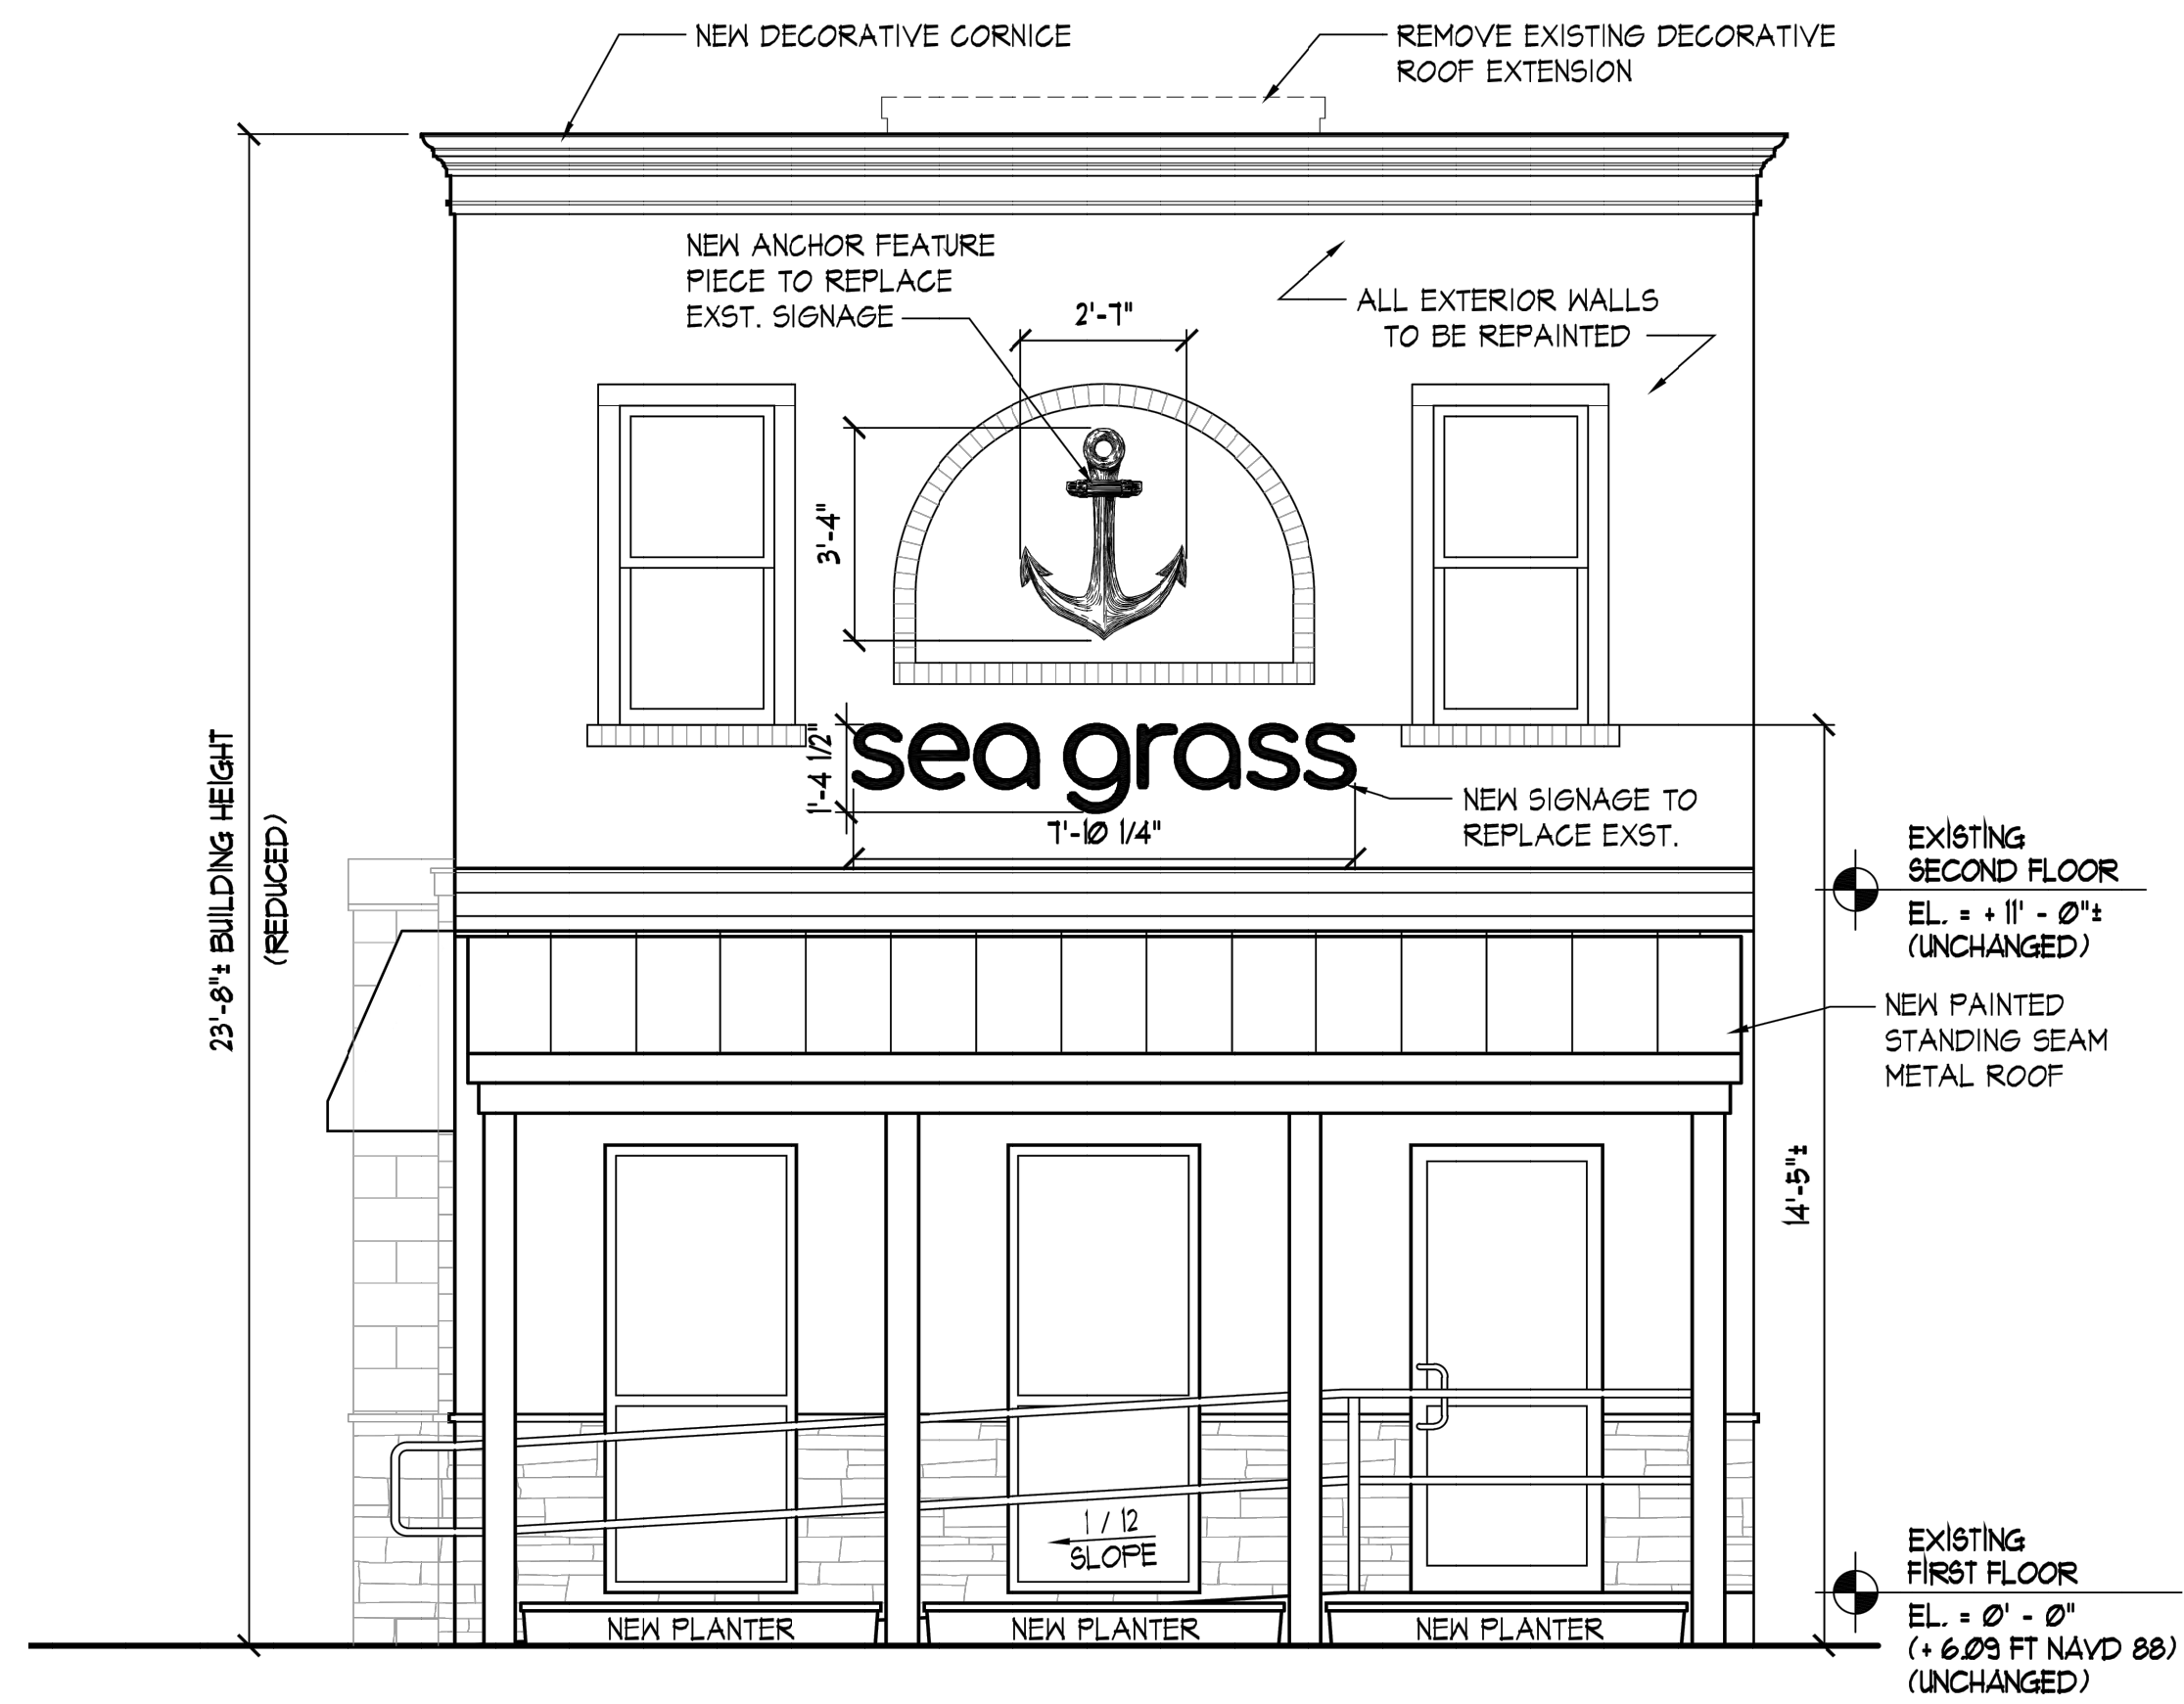 NEW DECORATIVE CORNICE
REMOVE EXISTING DECORATIVE
ROOF EXTENSION
NEW ANCHOR FEATURE
PIECE TO REPLACE
EXST. SIGNAGE
2'-7"
ALL EXTERIOR WALLS
TO BE REPAINTED
3'-4"
23'-8"± BUILDING HEIGHT
(REDUCED)
1'-4 1/2"
sea grass
7'-10 1/4"
NEW SIGNAGE TO
REPLACE EXST.
EXISTING
SECOND FLOOR
EL. = + 11' - 0"±
(UNCHANGED)
NEW PAINTED
STANDING SEAM
METAL ROOF
14'-5"±
1 / 12
SLOPE
NEW PLANTER
NEW PLANTER
NEW PLANTER
EXISTING
FIRST FLOOR
EL. = 0' - 0"
(+ 6.09 FT NAVD 88)
(UNCHANGED)